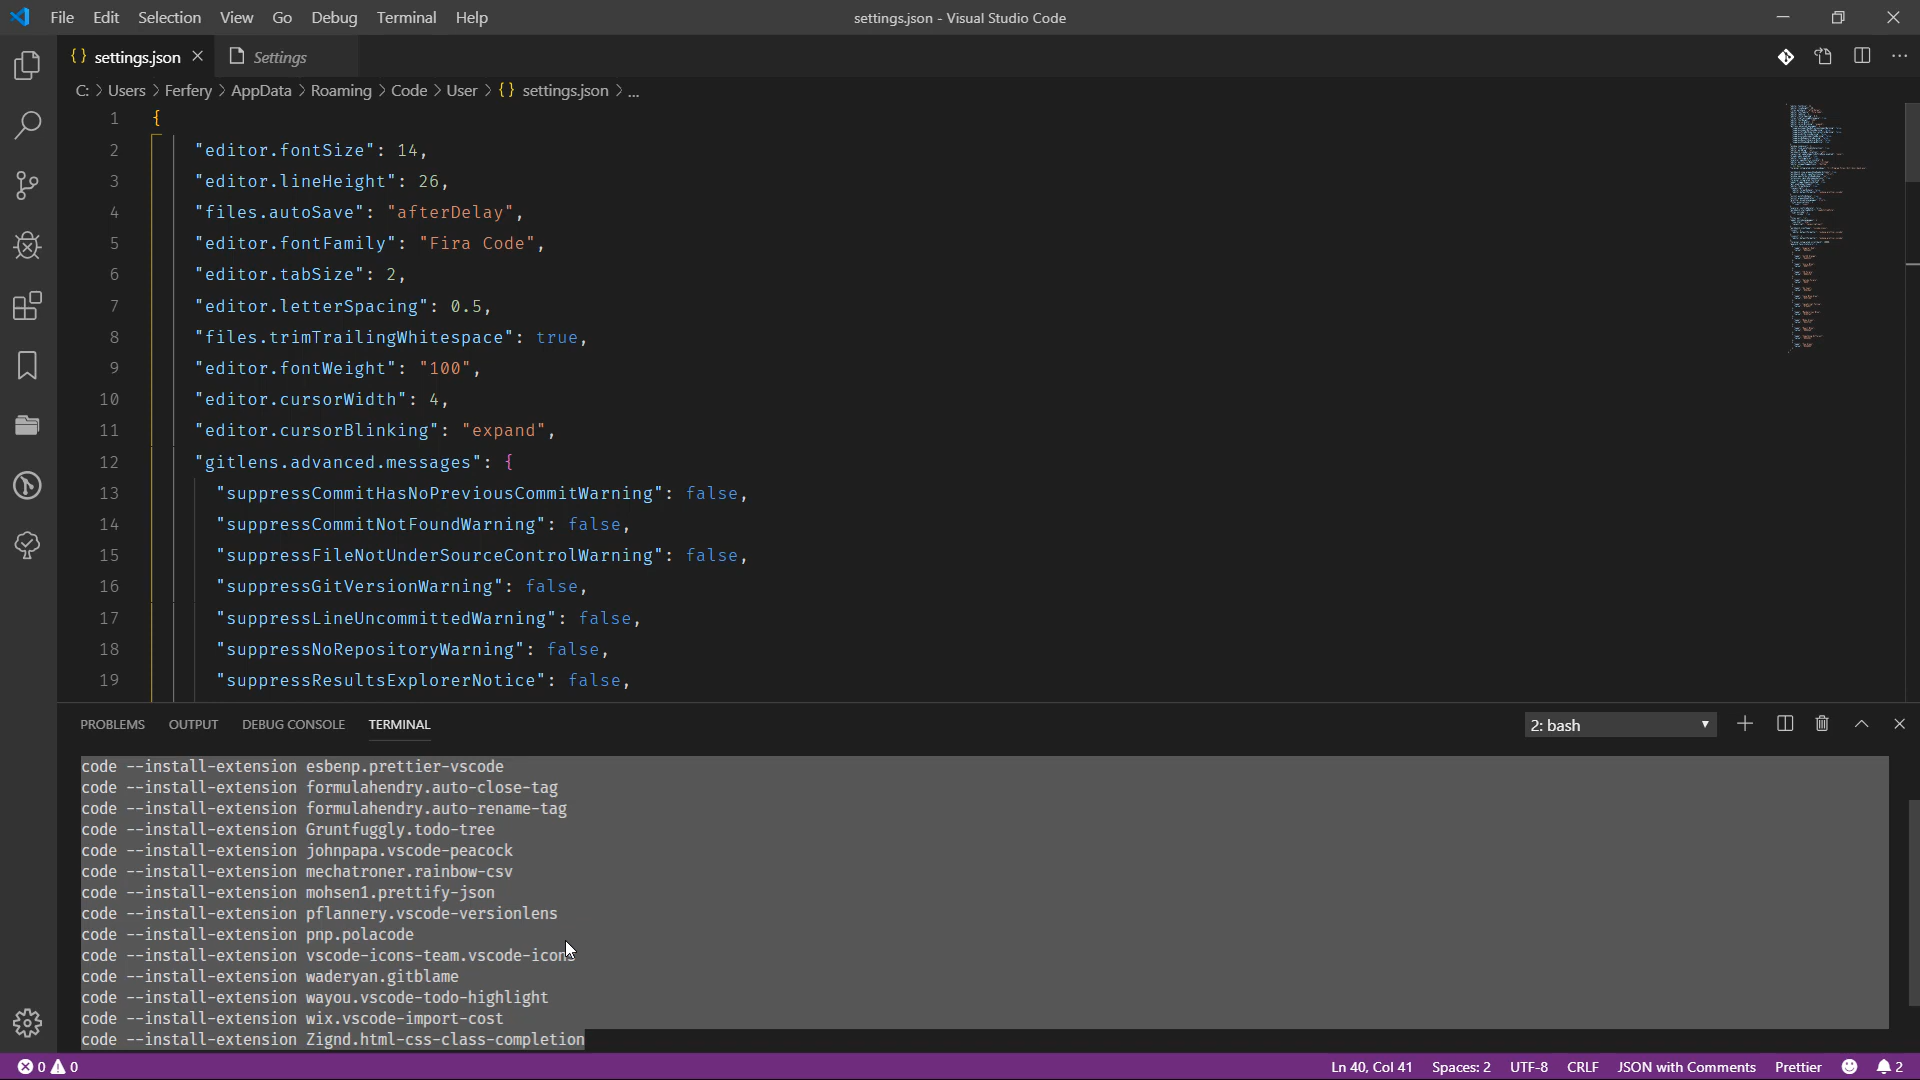 File Edit Selection View Go Debug Terminal Help
settings.json - Visual Studio Code
{} settings.json Settings
C: > Users > Ferfery > AppData > Roaming > Code > User > {} settings.json > ...
1 {
2 "editor.fontSize": 14,
3 "editor.lineHeight": 26,
4 "files.autoSave": "afterDelay",
5 "editor.fontFamily": "Fira Code",
6 "editor.tabSize": 2,
7 "editor.letterSpacing": 0.5,
8 "files.trimTrailingWhitespace": true,
9 "editor.fontWeight": "100",
10 "editor.cursorWidth": 4,
11 "editor.cursorBlinking": "expand",
12 "gitlens.advanced.messages": {
13 "suppressCommitHasNoPreviousCommitWarning": false,
14 "suppressCommitNotFoundWarning": false,
15 "suppressFileNotUnderSourceControlWarning": false,
16 "suppressGitVersionWarning": false,
17 "suppressLineUncommittedWarning": false,
18 "suppressNoRepositoryWarning": false,
19 "suppressResultsExplorerNotice": false,
PROBLEMS OUTPUT DEBUG CONSOLE TERMINAL
2: bash
code --install-extension esbenp.prettier-vscode
code --install-extension formulahendry.auto-close-tag
code --install-extension formulahendry.auto-rename-tag
code --install-extension Gruntfuggly.todo-tree
code --install-extension johnpapa.vscode-peacock
code --install-extension mechatroner.rainbow-csv
code --install-extension mohsen1.prettify-json
code --install-extension pflannery.vscode-versionlens
code --install-extension pnp.polacode
code --install-extension vscode-icons-team.vscode-icons
code --install-extension waderyan.gitblame
code --install-extension wayou.vscode-todo-highlight
code --install-extension wix.vscode-import-cost
code --install-extension Zignd.html-css-class-completion
0 0
Ln 40, Col 41 Spaces: 2 UTF-8 CRLF JSON with Comments Prettier 2